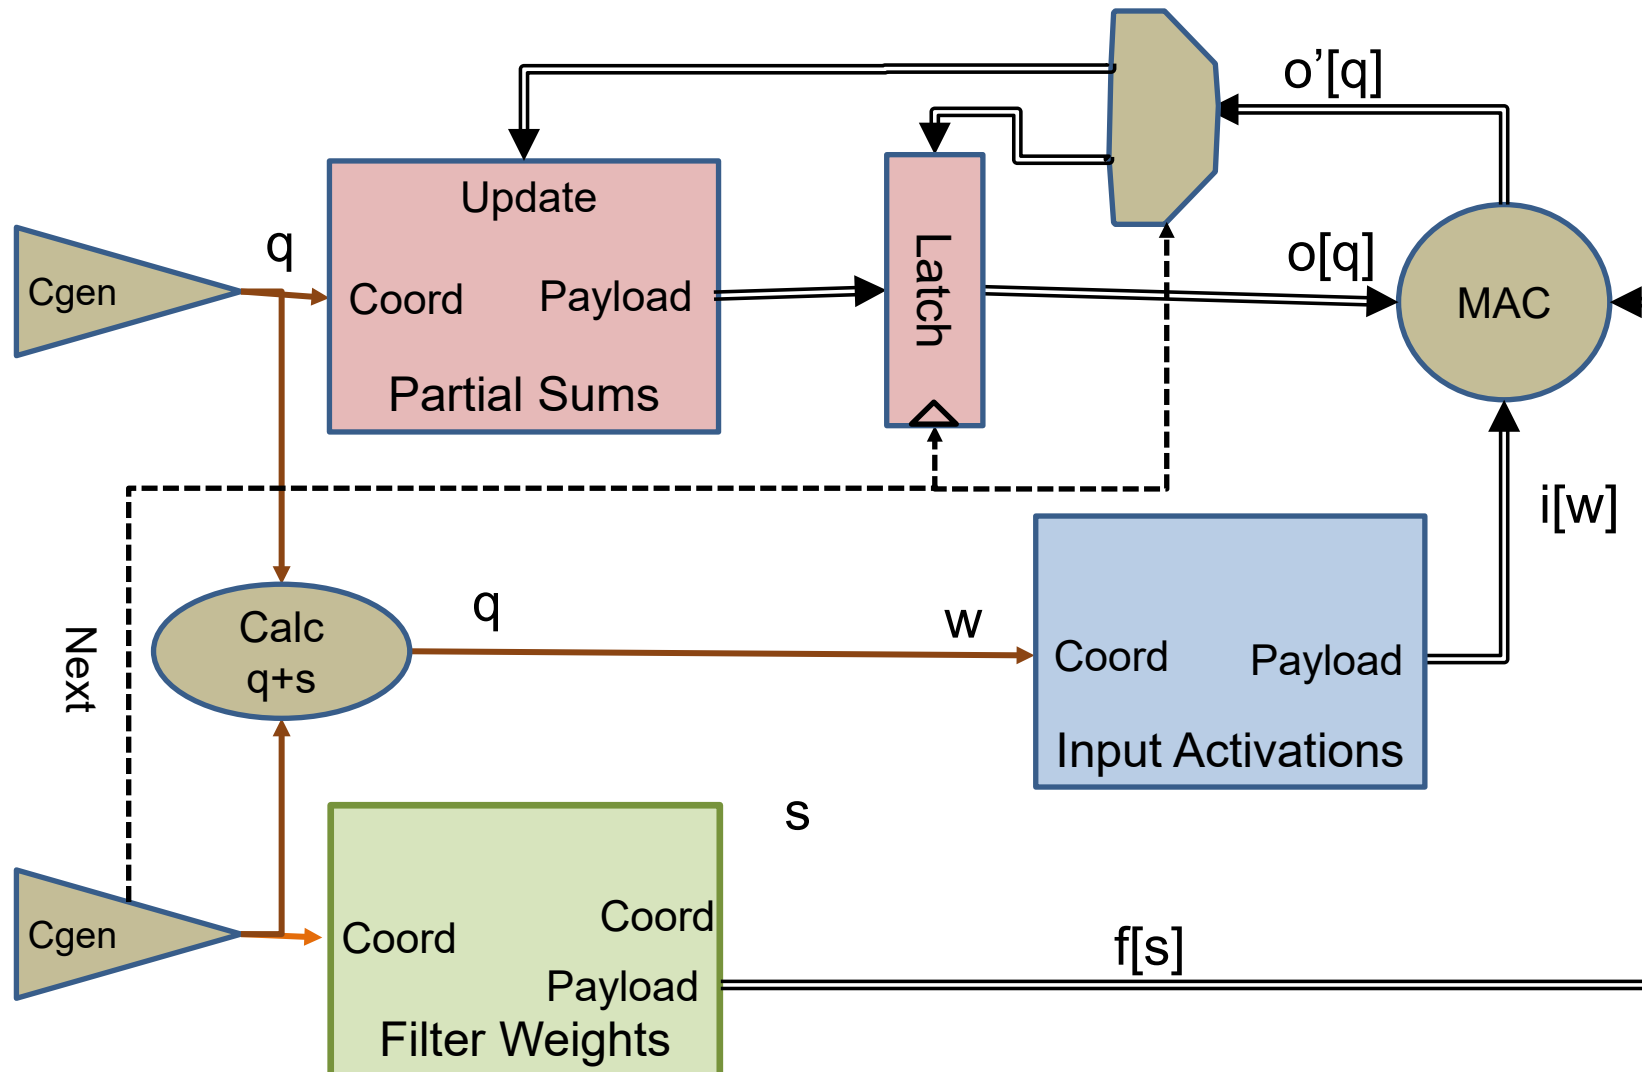 o’[q]
Update
q
Cgen
Coord
Payload
Latch
o[q]
MAC
Partial Sums
i[w]
Next
Calc
q+s
q
w
Coord
Payload
Input Activations
s
Cgen
Coord
Coord
Payload
f[s]
Filter Weights